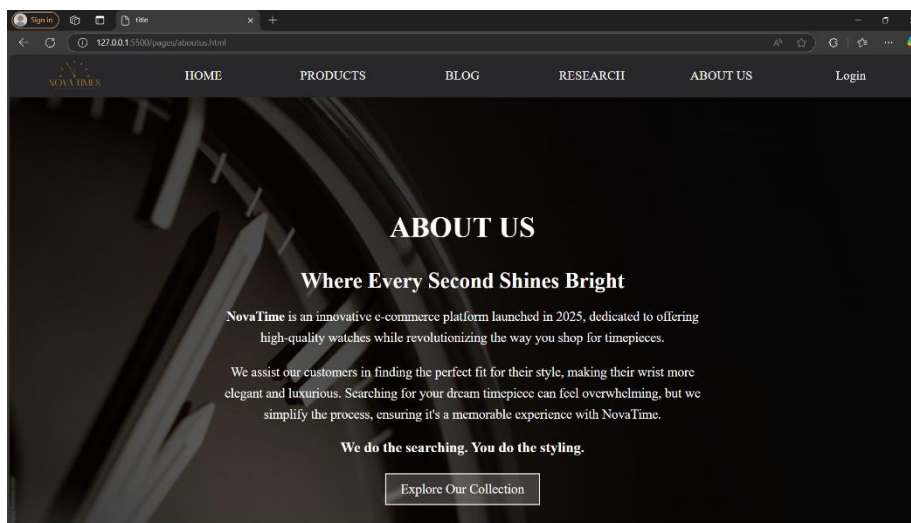 Sign in
title
127.0.0.1:5500/pages/aboutus.html
NOVA TIMES
HOME PRODUCTS BLOG RESEARCH ABOUT US Login
ABOUT US
Where Every Second Shines Bright
NovaTime is an innovative e-commerce platform launched in 2025, dedicated to offering
high-quality watches while revolutionizing the way you shop for timepieces.
We assist our customers in finding the perfect fit for their style, making their wrist more
elegant and luxurious. Searching for your dream timepiece can feel overwhelming, but we
simplify the process, ensuring it's a memorable experience with NovaTime.
We do the searching. You do the styling.
Explore Our Collection